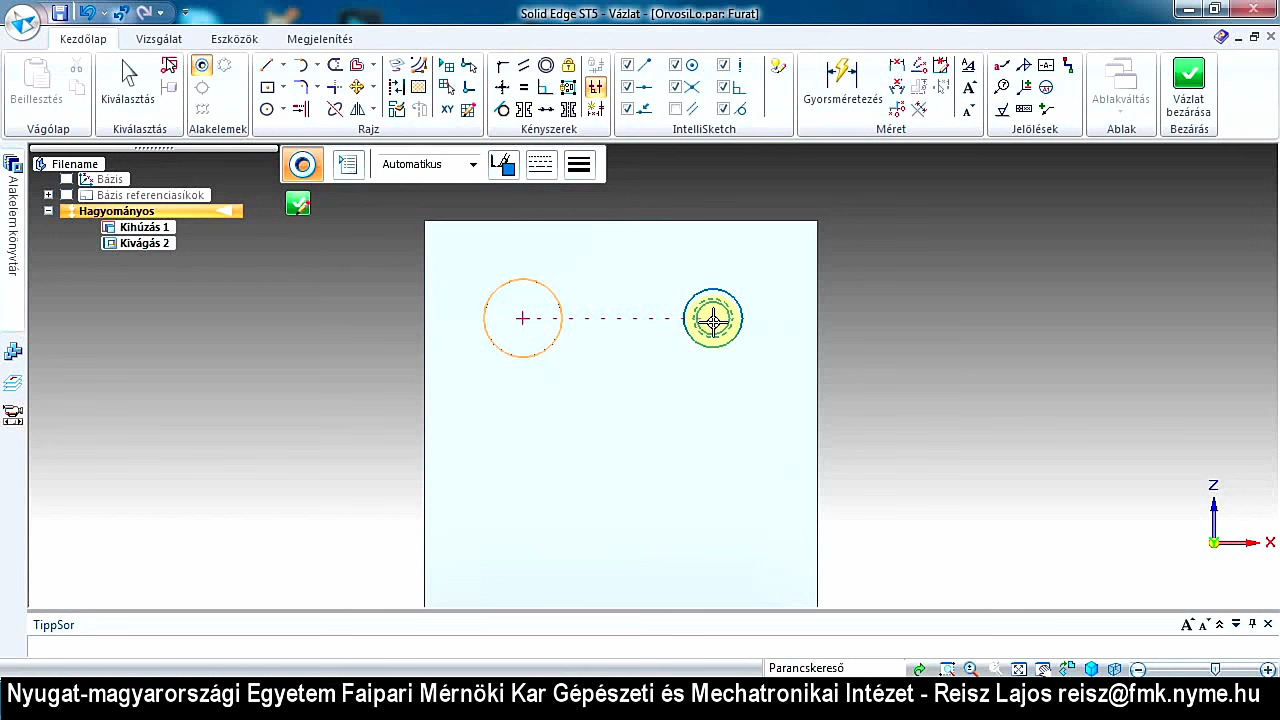 Solid Edge ST5 - Vázlat - [OrvosiLo.par: Furat]
Kezdőlap
Vizsgálat
Eszközök
Megjelenítés
Beillesztés
Kiválasztás
Gyorsméretezés
Ablakváltás
Vázlat
bezárása
Vágólap
Kiválasztás
Alakelemek
Rajz
Kényszerek
IntelliSketch
Méret
Jelölések
Ablak
Bezárás
Filename
Automatikus
Bázis
Bázis referenciasíkok
Hagyományos
Kihúzás 1
Kivágás 2
Alakelem könyvtár
Z
X
TippSor
Parancskereső
Nyugat-magyarországi Egyetem Faipari Mérnöki Kar Gépészeti és Mechatronikai Intézet - Reisz Lajos reisz@fmk.nyme.hu